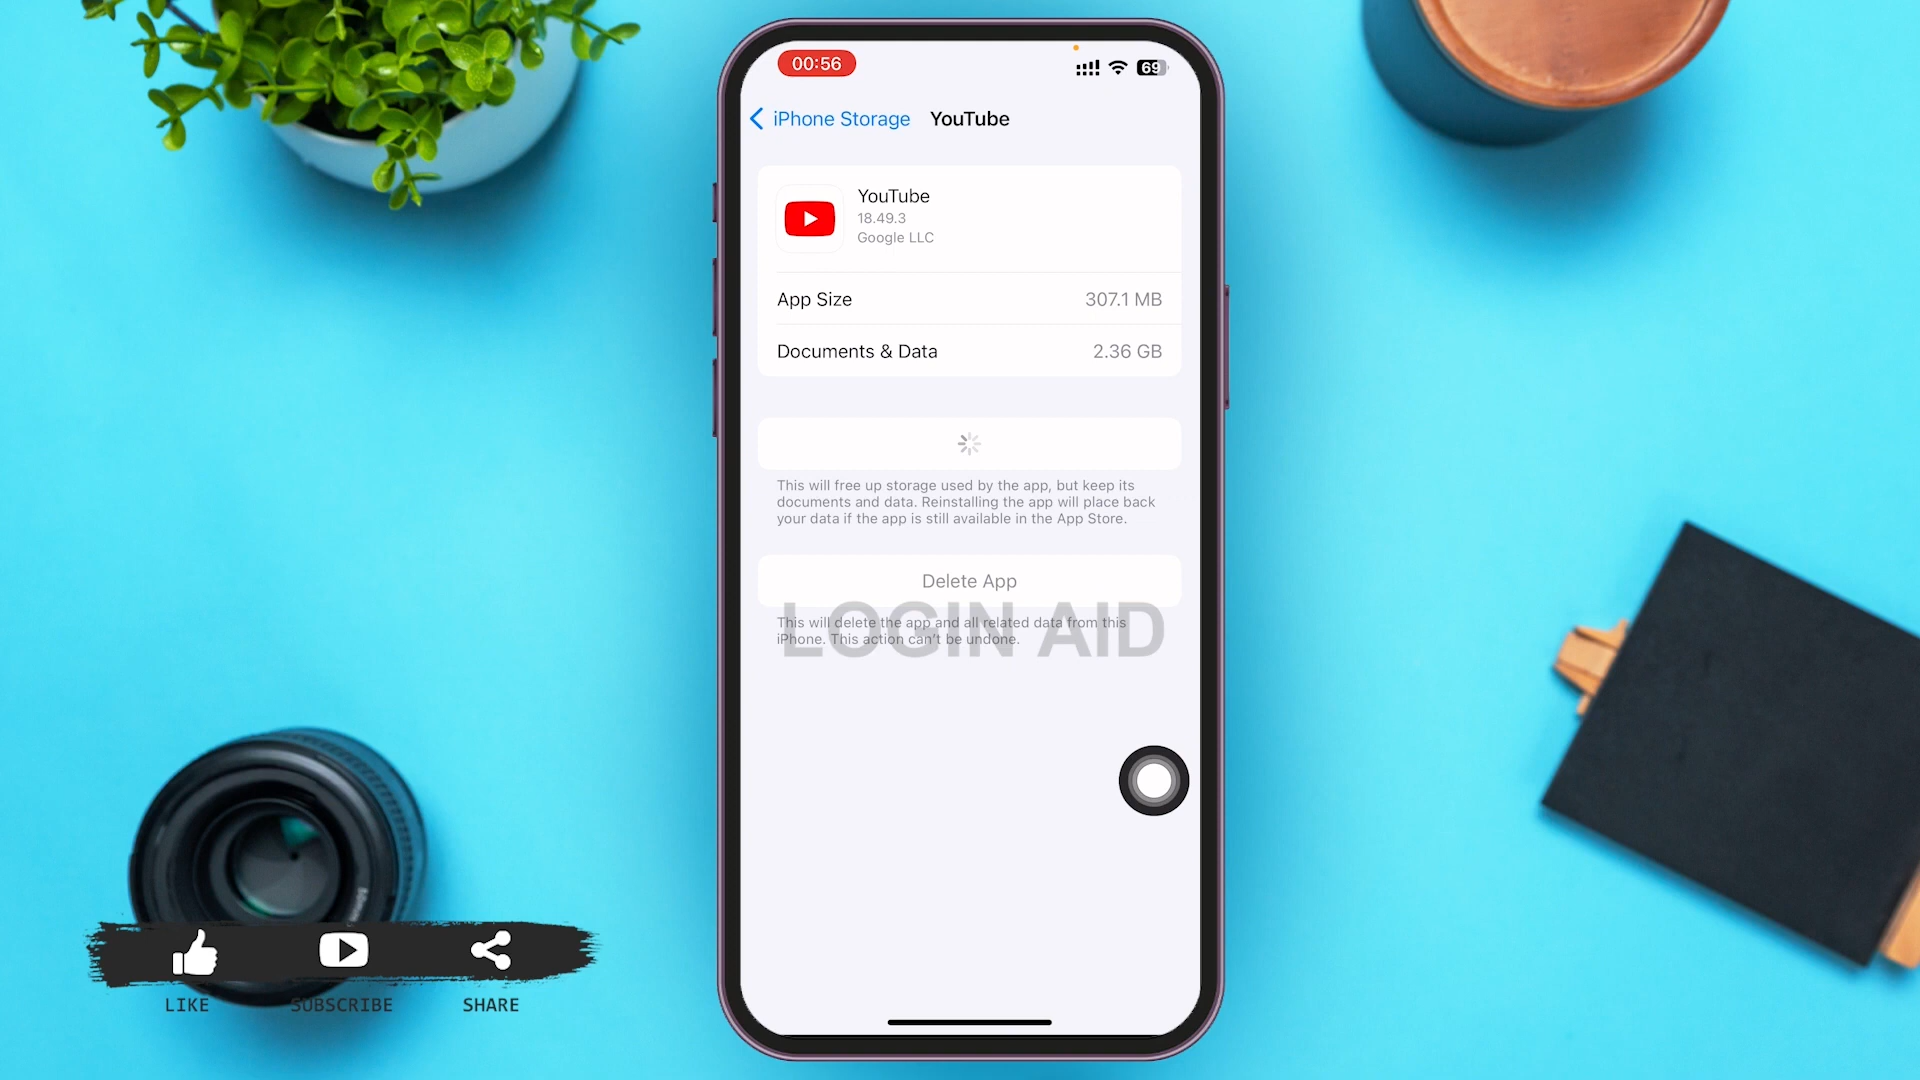 00:56
69
iPhone Storage YouTube
YouTube
18.49.3
Google LLC
App Size 307.1 MB
Documents & Data 2.36 GB
This will free up storage used by the app, but keep its
documents and data. Reinstalling the app will place back
your data if the app is still available in the App Store.
Delete App
LOGIN AID
This will delete the app and all related data from this
iPhone. This action can't be undone.
LIKE SUBSCRIBE SHARE